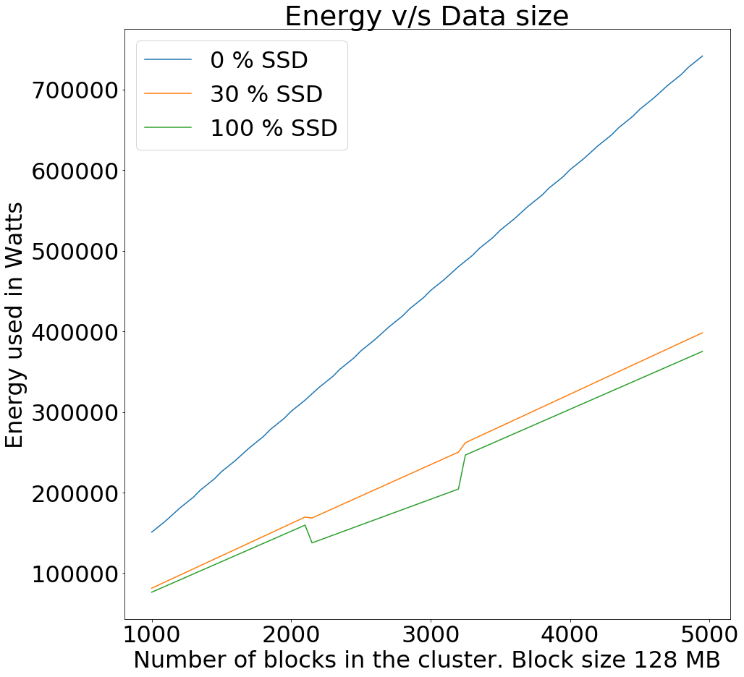 Energy v/s Data size
0 % SSD
30 % SSD
100 % SSD
Energy used in Watts
700000
600000
500000
400000
300000
200000
100000
1000 2000 3000 4000 5000
Number of blocks in the cluster. Block size 128 MB